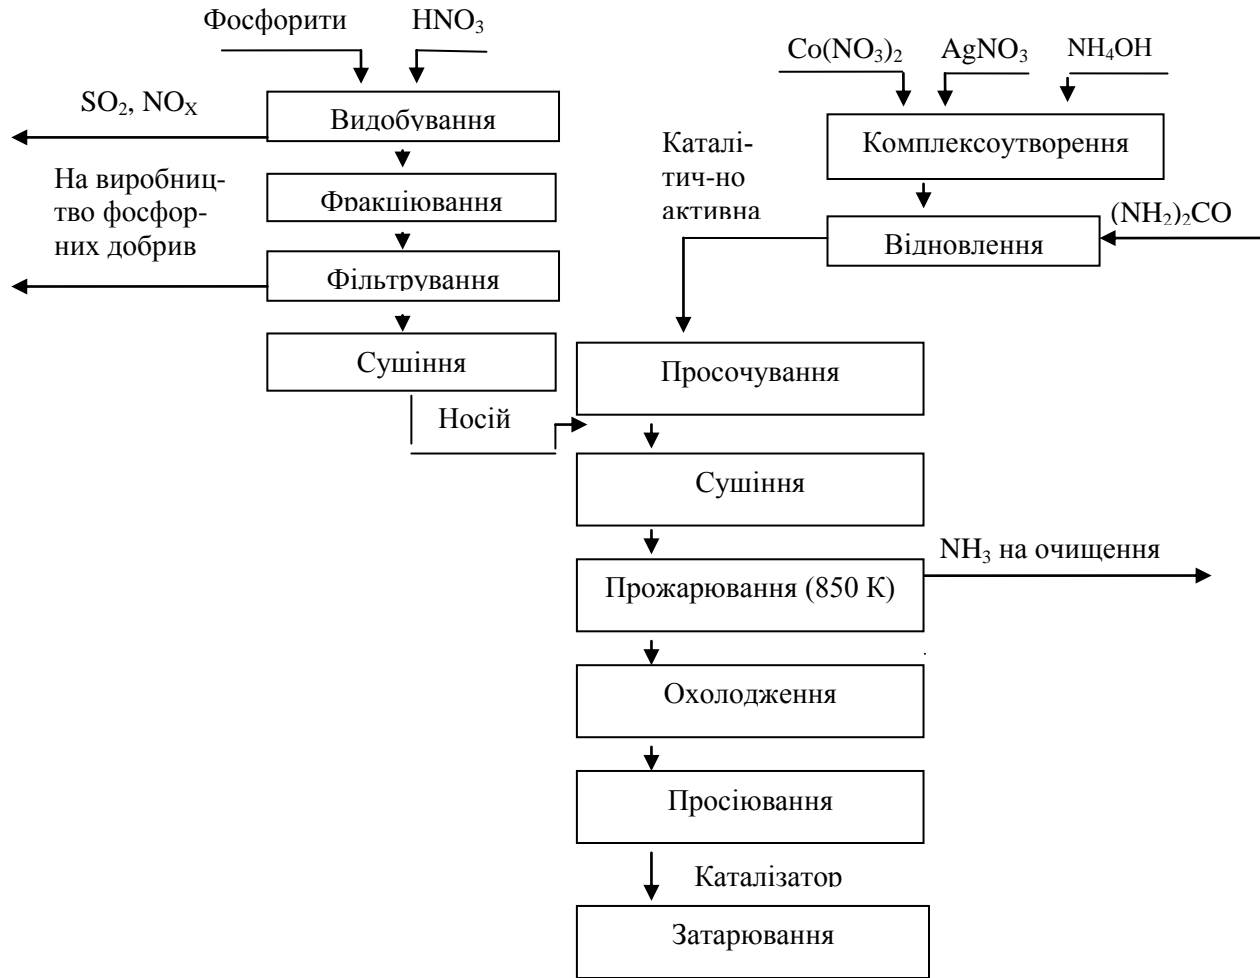 Фосфорити
HNO₃
SO₂, NOₓ
Видобування
На виробниц-
тво фосфор-
них добрив
Фракціювання
Фільтрування
Сушіння
Носій
Co(NO₃)₂
AgNO₃
NH₄OH
Комплексоутворення
Каталі-
тич-но
активна
(NH₂)₂CO
Відновлення
Просочування
Сушіння
NH₃ на очищення
Прожарювання (850 К)
Охолодження
Просіювання
Каталізатор
Затарювання